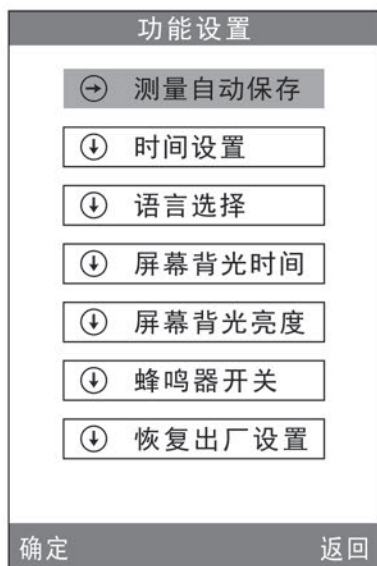 功能设置
测量自动保存
时间设置
语言选择
屏幕背光时间
屏幕背光亮度
蜂鸣器开关
恢复出厂设置
确定 返回